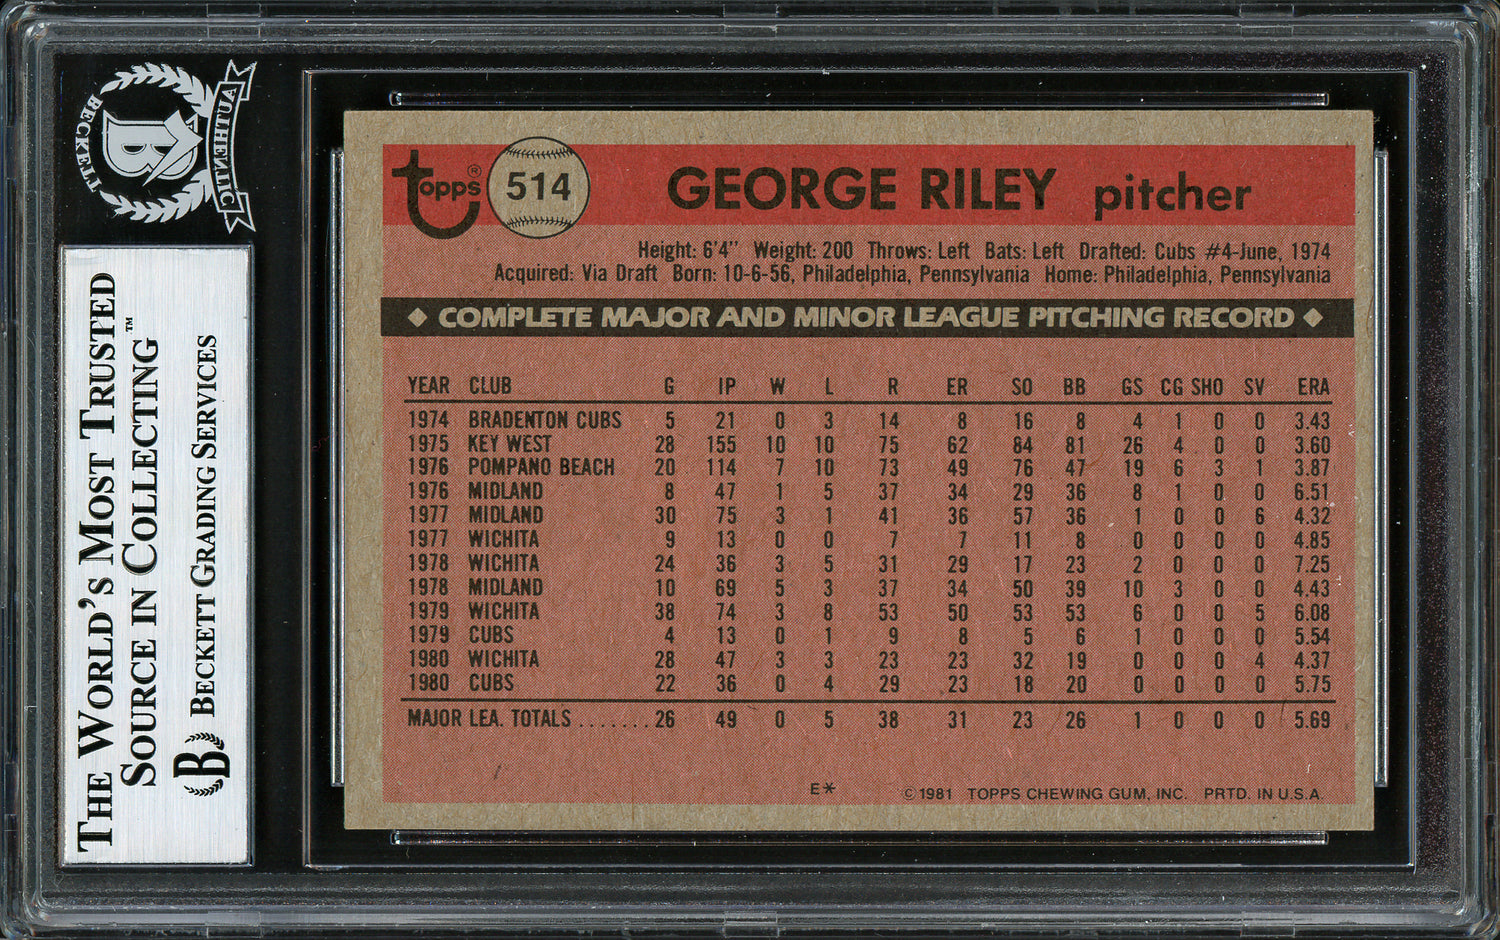 BECKETT
B
AUTHENTIC
THE WORLD'S MOST TRUSTED
SOURCE IN COLLECTING™
B BECKETT GRADING SERVICES
topps® 514 GEORGE RILEY pitcher
Height: 6'4" Weight: 200 Throws: Left Bats: Left Drafted: Cubs #4-June, 1974
Acquired: Via Draft Born: 10-6-56, Philadelphia, Pennsylvania Home: Philadelphia, Pennsylvania
◆ COMPLETE MAJOR AND MINOR LEAGUE PITCHING RECORD ◆
YEAR CLUB G IP W L R ER SO BB GS CG SHO SV ERA
1974 BRADENTON CUBS 5 21 0 3 14 8 16 8 4 1 0 0 3.43
1975 KEY WEST 28 155 10 10 75 62 84 81 26 4 0 0 3.60
1976 POMPANO BEACH 20 114 7 10 73 49 76 47 19 6 3 1 3.87
1976 MIDLAND 8 47 1 5 37 34 29 36 8 1 0 0 6.51
1977 MIDLAND 30 75 3 1 41 36 57 36 1 0 0 6 4.32
1977 WICHITA 9 13 0 0 7 7 11 8 0 0 0 0 4.85
1978 WICHITA 24 36 3 5 31 29 17 23 2 0 0 0 7.25
1978 MIDLAND 10 69 5 3 37 34 50 39 10 3 0 0 4.43
1979 WICHITA 38 74 3 8 53 50 53 53 6 0 0 5 6.08
1979 CUBS 4 13 0 1 9 8 5 6 1 0 0 0 5.54
1980 WICHITA 28 47 3 3 23 23 32 19 0 0 0 4 4.37
1980 CUBS 22 36 0 4 29 23 18 20 0 0 0 0 5.75
MAJOR LEA. TOTALS ....... 26 49 0 5 38 31 23 26 1 0 0 0 5.69
E* ©1981 TOPPS CHEWING GUM, INC. PRTD. IN U.S.A.